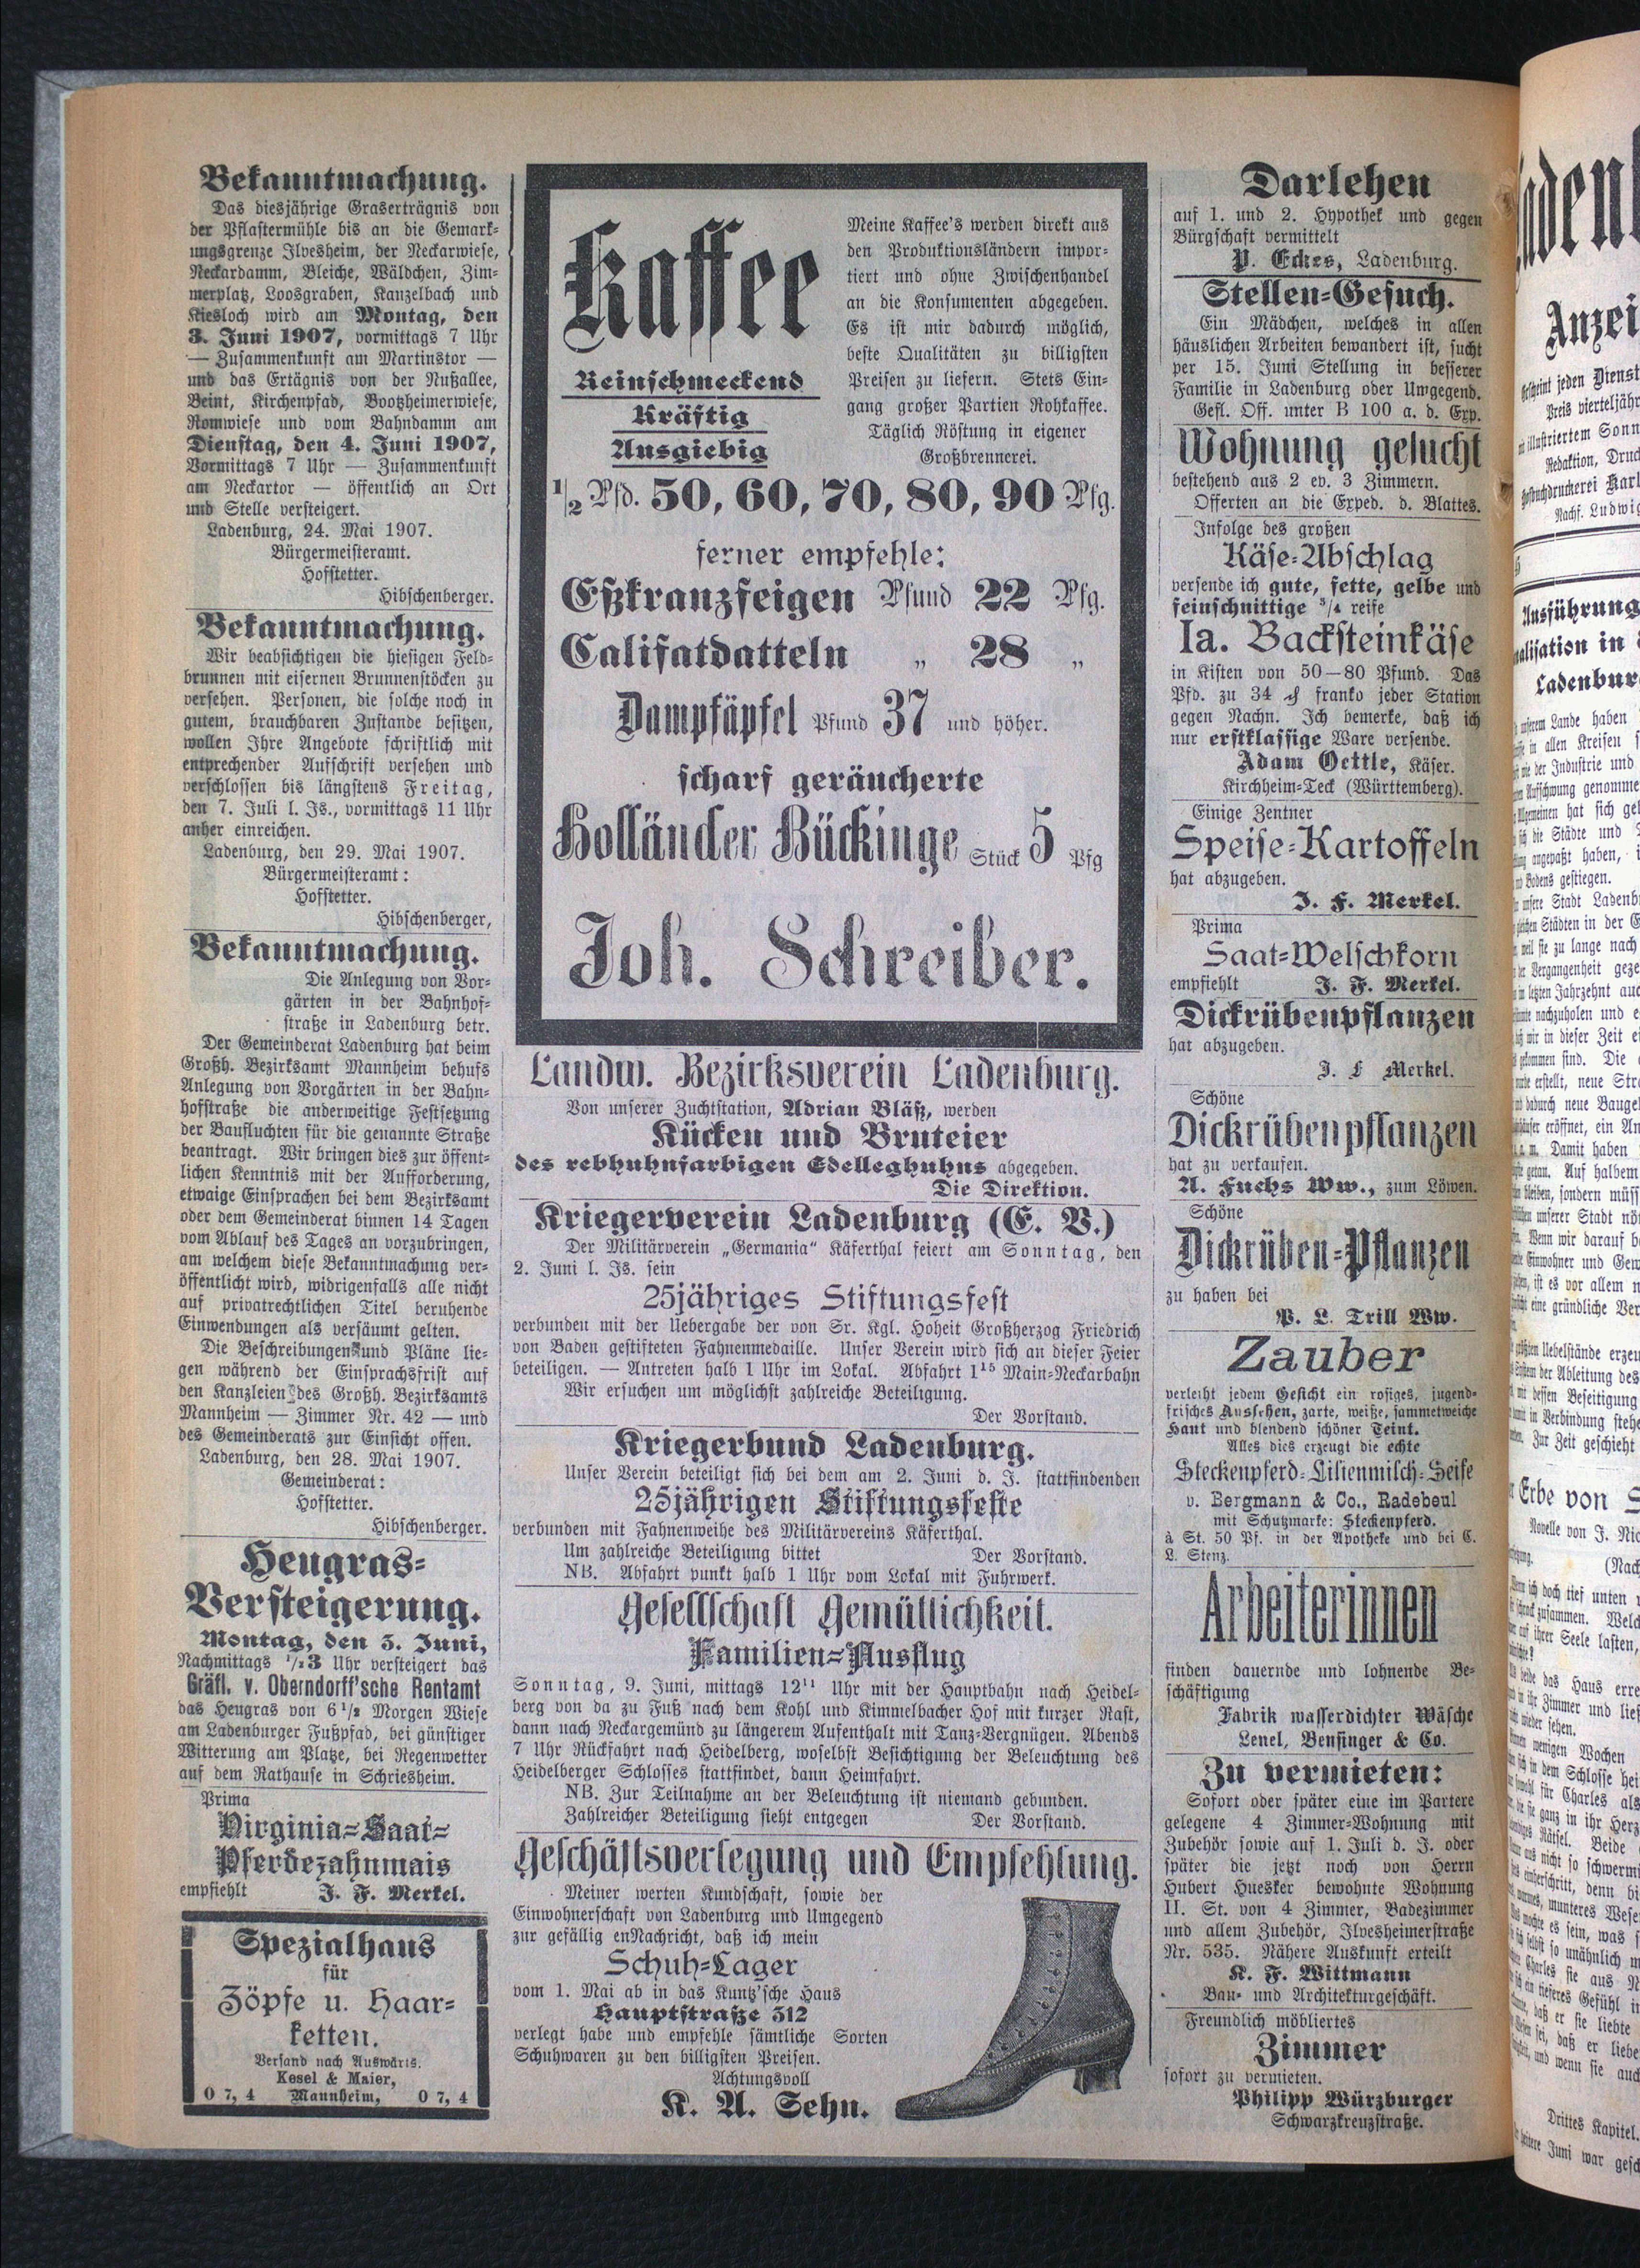 Bekanntmachung.
Das diesjährige Graserträgnis von
der Pflastermühle bis an die Gemark-
ungsgrenze Ilvesheim, der Neckarwiese,
Neckardamm, Bleiche, Wäldchen, Zim-
merplatz, Loosgraben, Kanzelbach und
Kiesloch wird am Montag, den
3. Juni 1907, vormittags 7 Uhr
— Zusammenkunft am Martinstor —
und das Ertägnis von der Nußallee,
Beint, Kirchenpfad, Bootzheimerwiese,
Romwiese und vom Bahndamm am
Dienstag, den 4. Juni 1907,
Vormittags 7 Uhr — Zusammenkunft
am Neckartor — öffentlich an Ort
und Stelle versteigert.
Ladenburg, 24. Mai 1907.
Bürgermeisteramt.
Hofstetter.
Hibschenberger.
Bekanntmachung.
Wir beabsichtigen die hiesigen Feld-
brunnen mit eisernen Brunnenstöcken zu
versehen. Personen, die solche noch in
gutem, brauchbaren Zustande besitzen,
wollen Ihre Angebote schriftlich mit
entprechender Aufschrift versehen und
verschlossen bis längstens Freitag,
den 7. Juli l. Is., vormittags 11 Uhr
anher einreichen.
Ladenburg, den 29. Mai 1907.
Bürgermeisteramt:
Hofstetter.
Hibschenberger,
Bekanntmachung.
Die Anlegung von Vor-
gärten in der Bahnhof-
straße in Ladenburg betr.
Der Gemeinderat Ladenburg hat beim
Großh. Bezirksamt Mannheim behufs
Anlegung von Vorgärten in der Bahn-
hofstraße die anderweitige Festsetzung
der Baufluchten für die genannte Straße
beantragt. Wir bringen dies zur öffent-
lichen Kenntnis mit der Aufforderung,
etwaige Einsprachen bei dem Bezirksamt
oder dem Gemeinderat binnen 14 Tagen
vom Ablauf des Tages an vorzubringen,
am welchem diese Bekanntmachung ver-
öffentlicht wird, widrigenfalls alle nicht
auf privatrechtlichen Titel beruhende
Einwendungen als versäumt gelten.
Die Beschreibungen und Pläne lie-
gen während der Einsprachsfrist auf
den Kanzleien des Großh. Bezirksamts
Mannheim — Zimmer Nr. 42 — und
des Gemeinderats zur Einsicht offen.
Ladenburg, den 28. Mai 1907.
Gemeinderat:
Hofstetter.
Hibschenberger.
Heugras-
Versteigerung.
Montag, den 3. Juni,
Nachmittags 1/23 Uhr versteigert das
Gräfl. v. Oberndorff'sche Rentamt
das Heugras von 6 1/2 Morgen Wiese
am Ladenburger Fußpfad, bei günstiger
Witterung am Platze, bei Regenwetter
auf dem Rathause in Schriesheim.
Prima
Virginia-Saat-
Pferdezahnmais
empfiehlt J. F. Merkel.
Spezialhaus
für
Zöpfe u. Haar-
ketten.
Versand nach Auswärts.
Kesel & Maier,
O 7, 4 Mannheim, O 7, 4
Kaffee
Reinschmeckend
Kräftig
Ausgiebig
Meine Kaffee's werden direkt aus
den Produktionsländern impor-
tiert und ohne Zwischenhandel
an die Konsumenten abgegeben.
Es ist mir dadurch möglich,
beste Qualitäten zu billigsten
Preisen zu liefern. Stets Ein-
gang großer Partien Rohkaffee.
Täglich Röstung in eigener
Großbrennerei.
1/2 Pfd. 50, 60, 70, 80, 90 Pfg.
ferner empfehle:
Eßkranzfeigen Pfund 22 Pfg.
Califatdatteln „ 28 „
Dampfäpfel Pfund 37 und höher.
scharf geräucherte
Holländer Bückinge Stück 5 Pfg
Joh. Schreiber.
Landw. Bezirksverein Ladenburg.
Von unserer Zuchtstation, Adrian Bläß, werden
Kücken und Bruteier
des rebhuhnfarbigen Edelleghuhns abgegeben.
Die Direktion.
Kriegerverein Ladenburg (E. V.)
Der Militärverein „Germania" Käferthal feiert am Sonntag, den
2. Juni l. Js. sein
25jähriges Stiftungsfest
verbunden mit der Uebergabe der von Sr. Kgl. Hoheit Großherzog Friedrich
von Baden gestifteten Fahnenmedaille. Unser Verein wird sich an dieser Feier
beteiligen. — Antreten halb 1 Uhr im Lokal. Abfahrt 1 15 Main-Neckarbahn
Wir ersuchen um möglichst zahlreiche Beteiligung.
Der Vorstand.
Kriegerbund Ladenburg.
Unser Verein beteiligt sich bei dem am 2. Juni d. J. stattfindenden
25jährigen Stiftungsfeste
verbunden mit Fahnenweihe des Militärvereins Käferthal.
Um zahlreiche Beteiligung bittet Der Vorstand.
NB. Abfahrt punkt halb 1 Uhr vom Lokal mit Fuhrwerk.
Gesellschaft Gemütlichkeit.
Familien-Ausflug
Sonntag, 9. Juni, mittags 12 11 Uhr mit der Hauptbahn nach Heidel-
berg von da zu Fuß nach dem Kohl und Kimmelbacher Hof mit kurzer Rast,
dann nach Neckargemünd zu längerem Aufenthalt mit Tanz-Vergnügen. Abends
7 Uhr Rückfahrt nach Heidelberg, woselbst Besichtigung der Beleuchtung des
Heidelberger Schlosses stattfindet, dann Heimfahrt.
NB. Zur Teilnahme an der Beleuchtung ist niemand gebunden.
Zahlreicher Beteiligung sieht entgegen Der Vorstand.
Geschäftsverlegung und Empfehlung.
Meiner werten Kundschaft, sowie der
Einwohnerschaft von Ladenburg und Umgegend
zur gefällig enNachricht, daß ich mein
Schuh-Lager
vom 1. Mai ab in das Kuntz'sche Haus
Hauptstraße 312
verlegt habe und empfehle sämtliche Sorten
Schuhwaren zu den billigsten Preisen.
Achtungsvoll
K. A. Sehn.
Darlehen
auf 1. und 2. Hypothek und gegen
Bürgschaft vermittelt
P. Eckes, Ladenburg.
Stellen-Gesuch.
Ein Mädchen, welches in allen
häuslichen Arbeiten bewandert ist, sucht
per 15. Juni Stellung in besserer
Familie in Ladenburg oder Umgegend.
Gefl. Off. unter B 100 a. d. Exp.
Wohnung gesucht
bestehend aus 2 ev. 3 Zimmern.
Offerten an die Exped. d. Blattes.
Infolge des großen
Käse-Abschlag
versende ich gute, fette, gelbe und
feinschnittige 3/4 reife
Ia. Backsteinkäse
in Kisten von 50—80 Pfund. Das
Pfd. zu 34 ₰ franko jeder Station
gegen Nachn. Ich bemerke, daß ich
nur erstklassige Ware versende.
Adam Oettle, Käser.
Kirchheim-Teck (Württemberg).
Einige Zentner
Speise-Kartoffeln
hat abzugeben.
J. F. Merkel.
Prima
Saat-Welschkorn
empfiehlt J. F. Merkel.
Dickrübenpflanzen
hat abzugeben.
J. F Merkel.
Schöne
Dickrübenpflanzen
hat zu verkaufen.
A. Fuchs Ww., zum Löwen.
Schöne
Dickrüben-Pflanzen
zu haben bei
P. L. Trill Ww.
Zauber
verleiht jedem Gesicht ein rosiges, jugend-
frisches Aussehen, zarte, weiße, sammetweiche
Haut und blendend schöner Teint.
Alles dies erzeugt die echte
Steckenpferd-Lilienmilch-Seife
v. Bergmann & Co., Radebeul
mit Schutzmarke: Steckenpferd.
à St. 50 Pf. in der Apotheke und bei C.
L. Stenz.
Arbeiterinnen
finden dauernde und lohnende Be-
schäftigung
Fabrik wasserdichter Wäsche
Lenel, Bensinger & Co.
Zu vermieten:
Sofort oder später eine im Partere
gelegene 4 Zimmer-Wohnung mit
Zubehör sowie auf 1. Juli d. J. oder
später die jetzt noch von Herrn
Hubert Huesker bewohnte Wohnung
II. St. von 4 Zimmer, Badezimmer
und allem Zubehör, Ilvesheimerstraße
Nr. 535. Nähere Auskunft erteilt
K. F. Wittmann
Bau- und Architekturgeschäft.
Freundlich möbliertes
Zimmer
sofort zu vermieten.
Philipp Würzburger
Schwarzkreuzstraße.